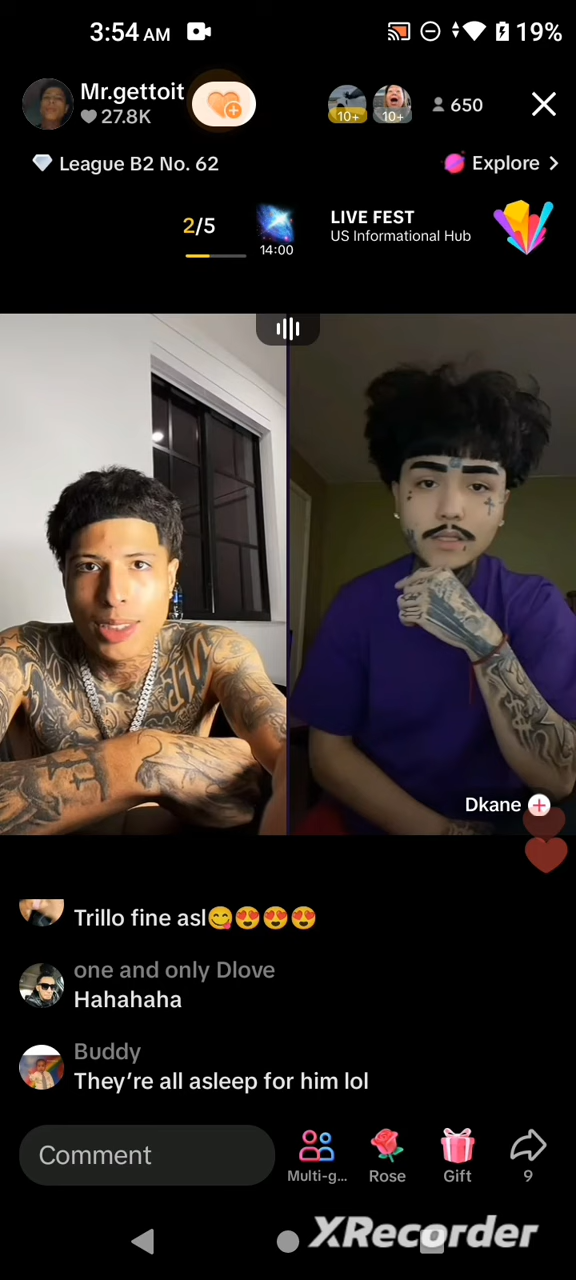 3:54 AM
19%
Mr.gettoit
27.8K
10+
10+
650
League B2 No. 62
Explore >
2/5
14:00
LIVE FEST
US Informational Hub
Dkane
Trillo fine asl😋😍😍😍
one and only Dlove
Hahahaha
Buddy
They're all asleep for him lol
Comment
Multi-g...
Rose
Gift
9
XRecorder